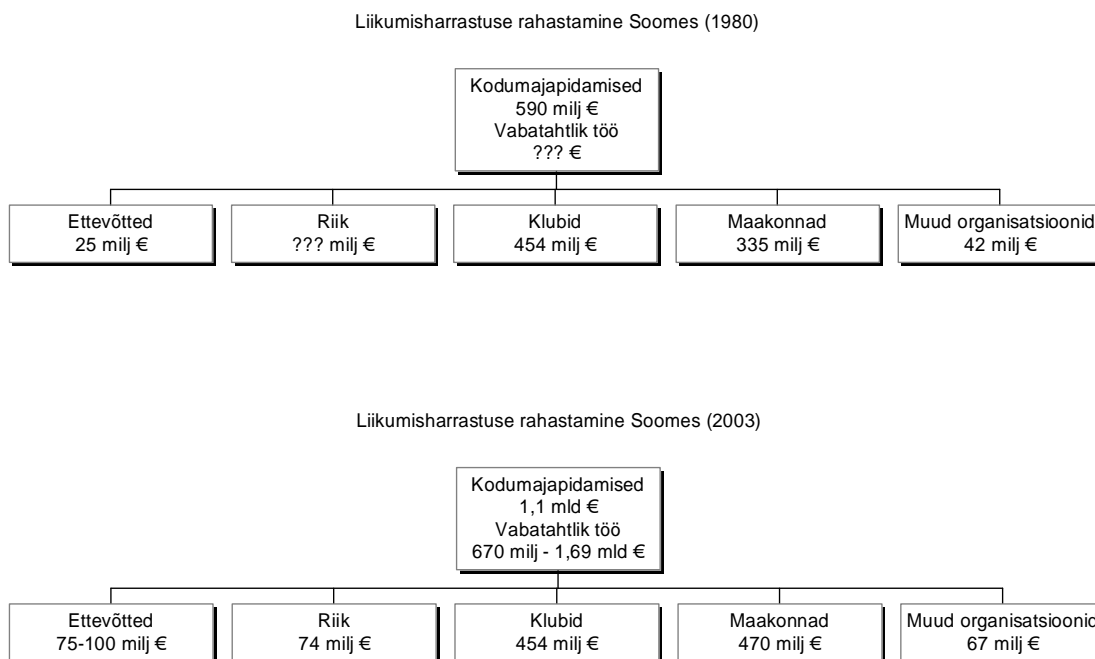 Liikumisharrastuse rahastamine Soomes (1980)
Kodumajapidamised
590 milj €
Vabatahtlik töö
??? €
Ettevõtted
25 milj €
Riik
??? milj €
Klubid
454 milj €
Maakonnad
335 milj €
Muud organisatsioonid
42 milj €
Liikumisharrastuse rahastamine Soomes (2003)
Kodumajapidamised
1,1 mld €
Vabatahtlik töö
670 milj - 1,69 mld €
Ettevõtted
75-100 milj €
Riik
74 milj €
Klubid
454 milj €
Maakonnad
470 milj €
Muud organisatsioonid
67 milj €